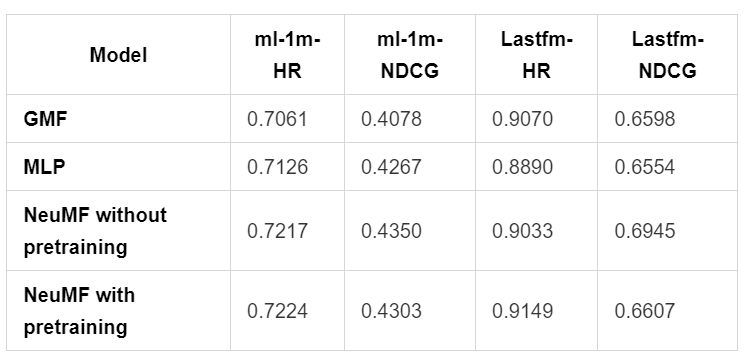 Model ml-1m-HR ml-1m-NDCG Lastfm-HR Lastfm-NDCG
GMF 0.7061 0.4078 0.9070 0.6598
MLP 0.7126 0.4267 0.8890 0.6554
NeuMF without pretraining 0.7217 0.4350 0.9033 0.6945
NeuMF with pretraining 0.7224 0.4303 0.9149 0.6607